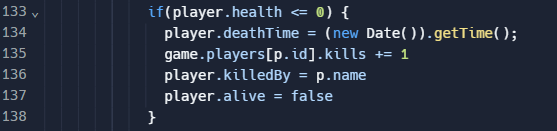 133 if(player.health <= 0) {
134 player.deathTime = (new Date()).getTime();
135 game.players[p.id].kills += 1
136 player.killedBy = p.name
137 player.alive = false
138 }